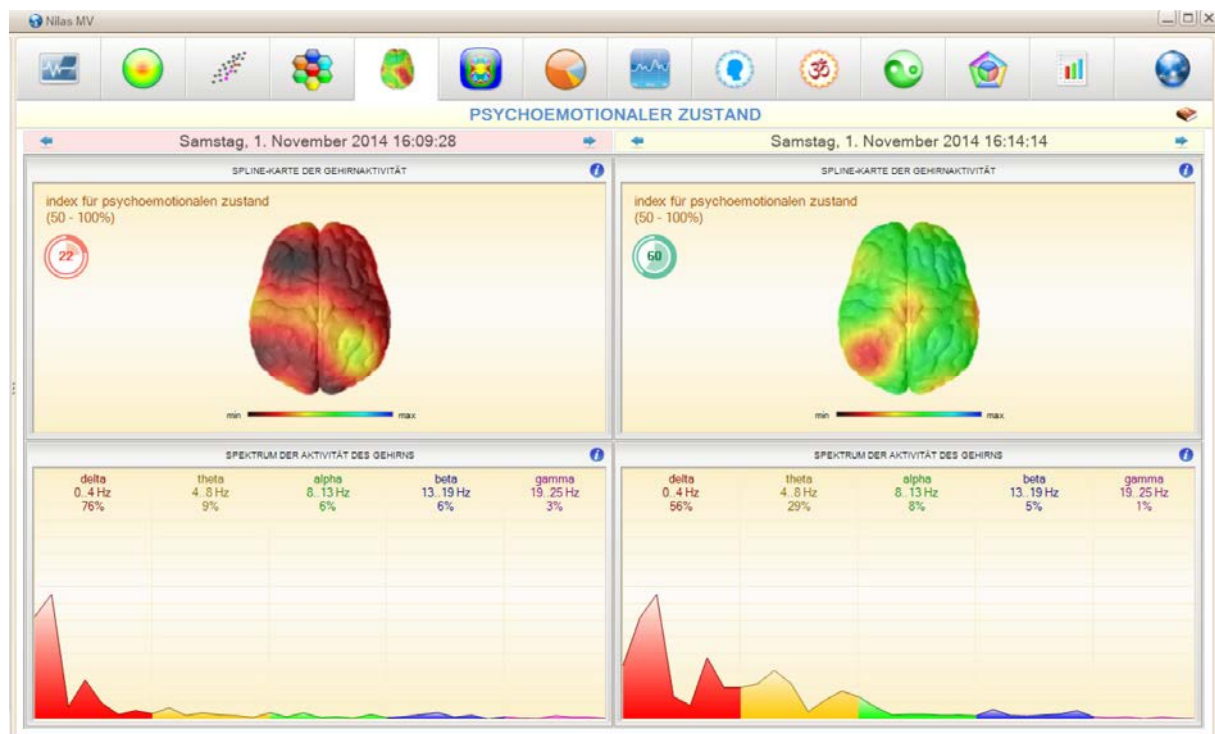 Nilas MV
PSYCHOEMOTIONALER ZUSTAND
Samstag, 1. November 2014 16:09:28
SPLINE-KARTE DER GEHIRNAKTIVITÄT
index für psychoemotionalen zustand
(50 - 100%)
22
min max
SPEKTRUM DER AKTIVITÄT DES GEHIRNS
delta theta alpha beta gamma
0..4 Hz 4..8 Hz 8..13 Hz 13..19 Hz 19..25 Hz
76% 9% 6% 6% 3%
Samstag, 1. November 2014 16:14:14
SPLINE-KARTE DER GEHIRNAKTIVITÄT
index für psychoemotionalen zustand
(50 - 100%)
60
min max
SPEKTRUM DER AKTIVITÄT DES GEHIRNS
delta theta alpha beta gamma
0..4 Hz 4..8 Hz 8..13 Hz 13..19 Hz 19..25 Hz
56% 29% 8% 5% 1%